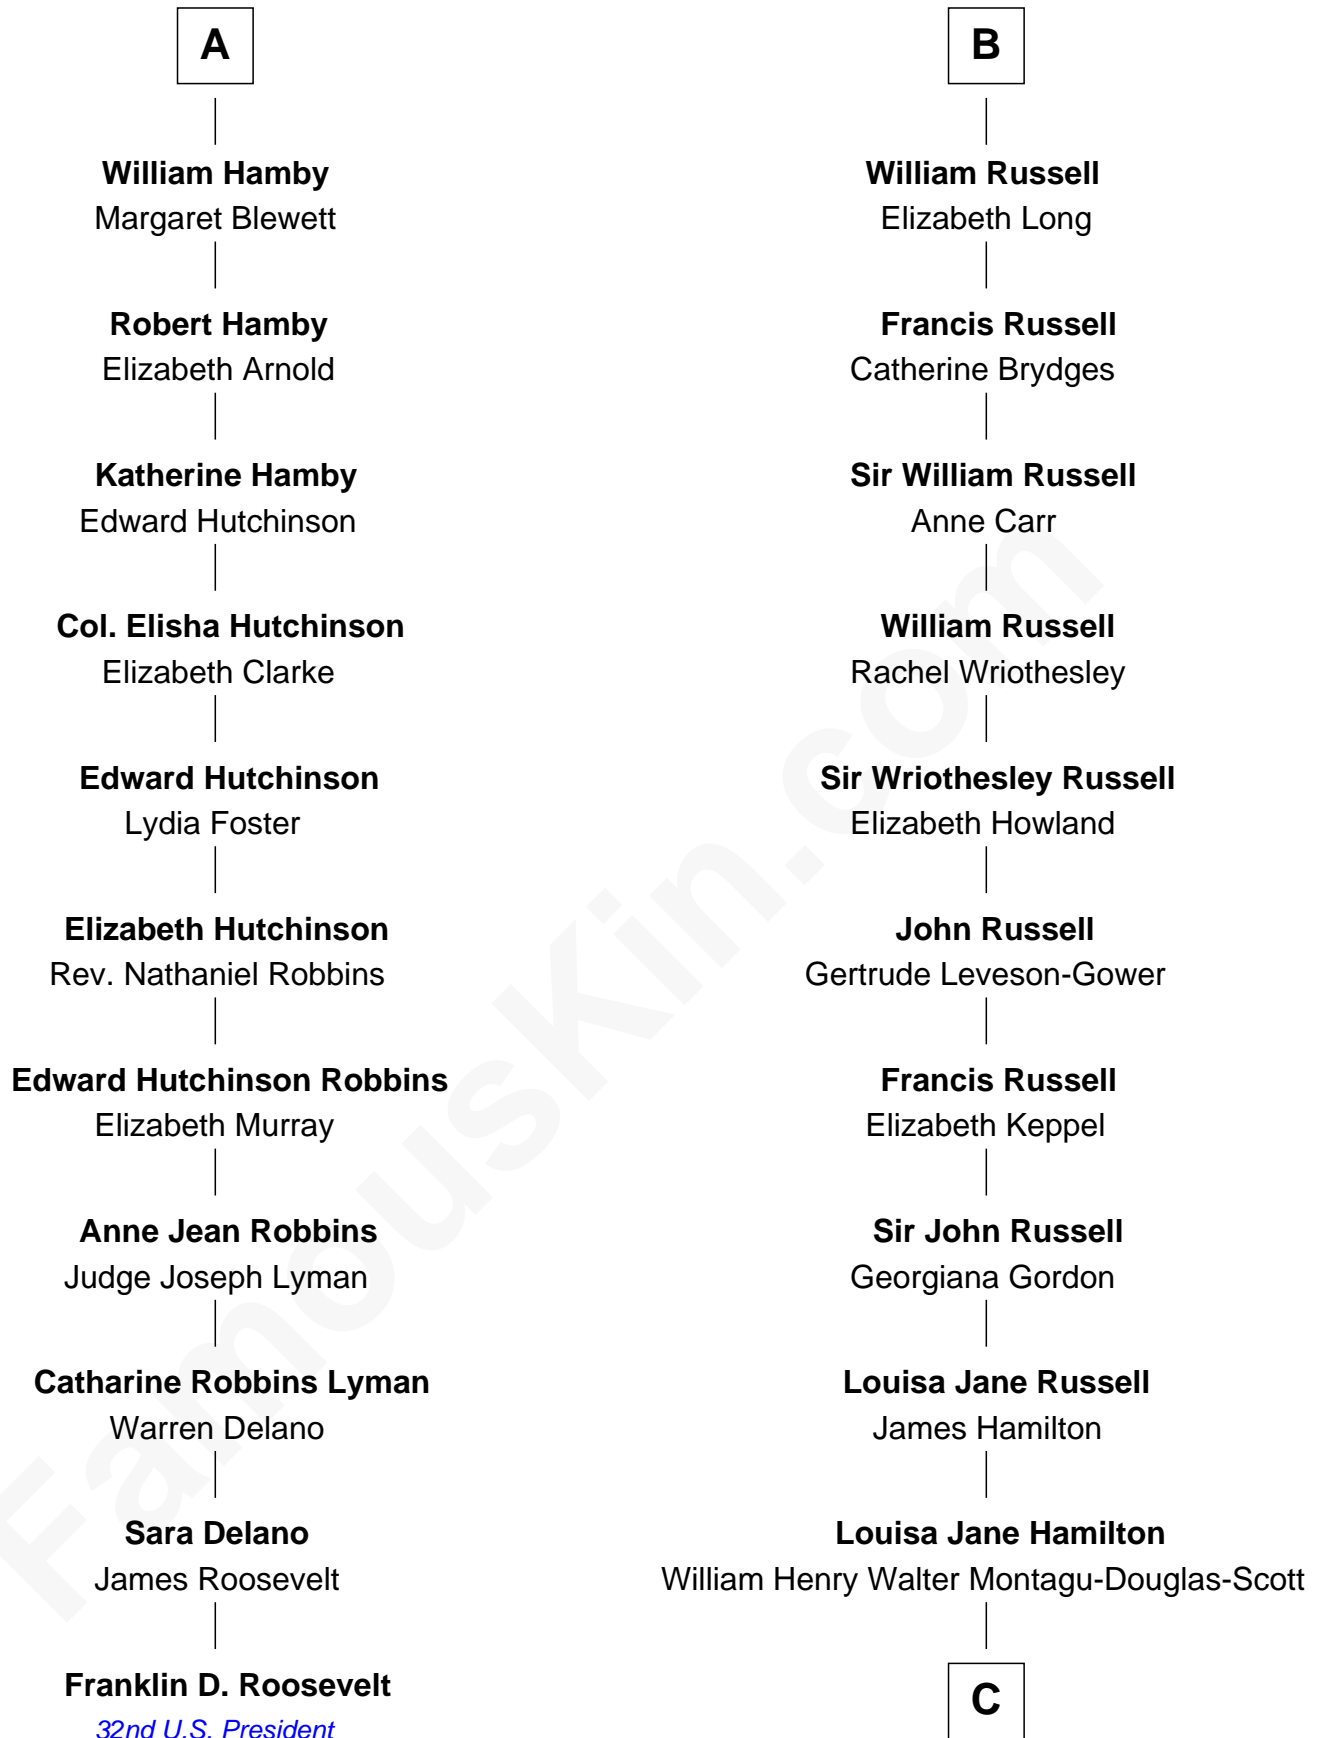 A
William Hamby
Margaret Blewett
Robert Hamby
Elizabeth Arnold
Katherine Hamby
Edward Hutchinson
Col. Elisha Hutchinson
Elizabeth Clarke
Edward Hutchinson
Lydia Foster
Elizabeth Hutchinson
Rev. Nathaniel Robbins
Edward Hutchinson Robbins
Elizabeth Murray
Anne Jean Robbins
Judge Joseph Lyman
Catharine Robbins Lyman
Warren Delano
Sara Delano
James Roosevelt
Franklin D. Roosevelt
32nd U.S. President
B
William Russell
Elizabeth Long
Francis Russell
Catherine Brydges
Sir William Russell
Anne Carr
William Russell
Rachel Wriothesley
Sir Wriothesley Russell
Elizabeth Howland
John Russell
Gertrude Leveson-Gower
Francis Russell
Elizabeth Keppel
Sir John Russell
Georgiana Gordon
Louisa Jane Russell
James Hamilton
Louisa Jane Hamilton
William Henry Walter Montagu-Douglas-Scott
C
FamousKin.com